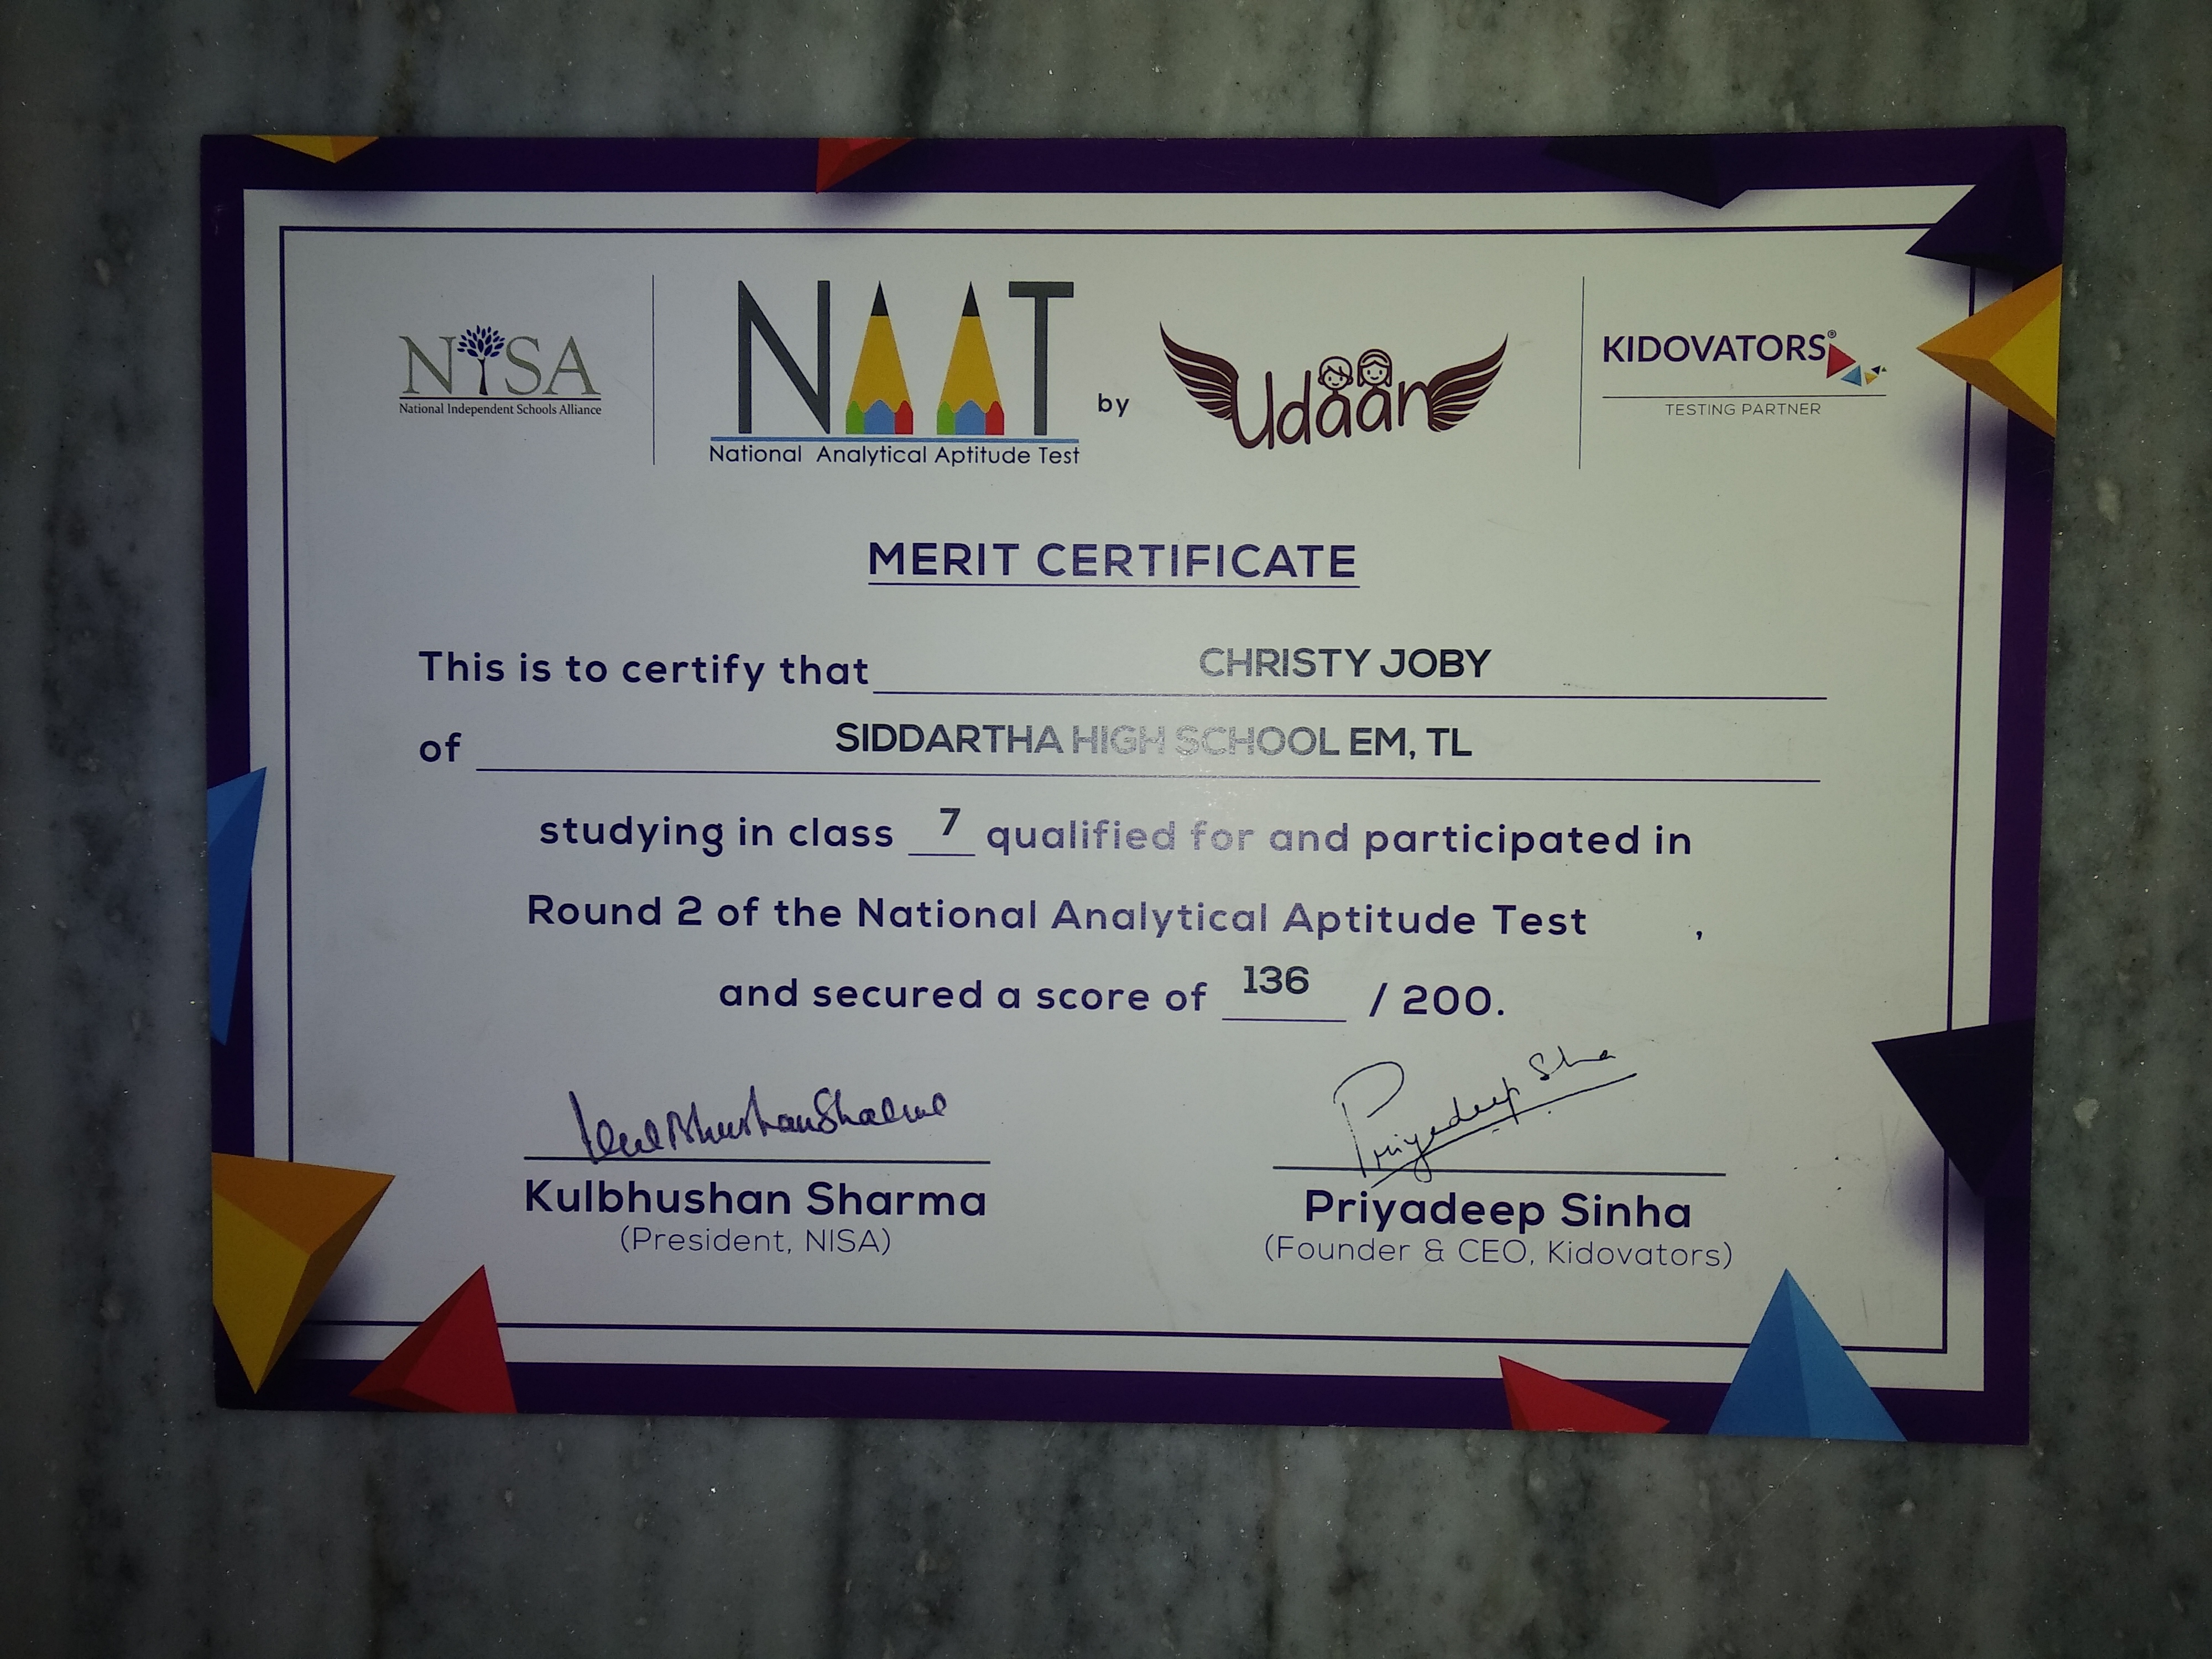 NISA
National Independent Schools Alliance
NAAT
National Analytical Aptitude Test
by
Udaan
KIDOVATORS®
TESTING PARTNER
MERIT CERTIFICATE
This is to certify that CHRISTY JOBY
of SIDDARTHA HIGH SCHOOL EM, TL
studying in class 7 qualified for and participated in
Round 2 of the National Analytical Aptitude Test ,
and secured a score of 136 / 200.
KulBhushanSharma
Priyadeep Sinha
Kulbhushan Sharma
(President, NISA)
Priyadeep Sinha
(Founder & CEO, Kidovators)